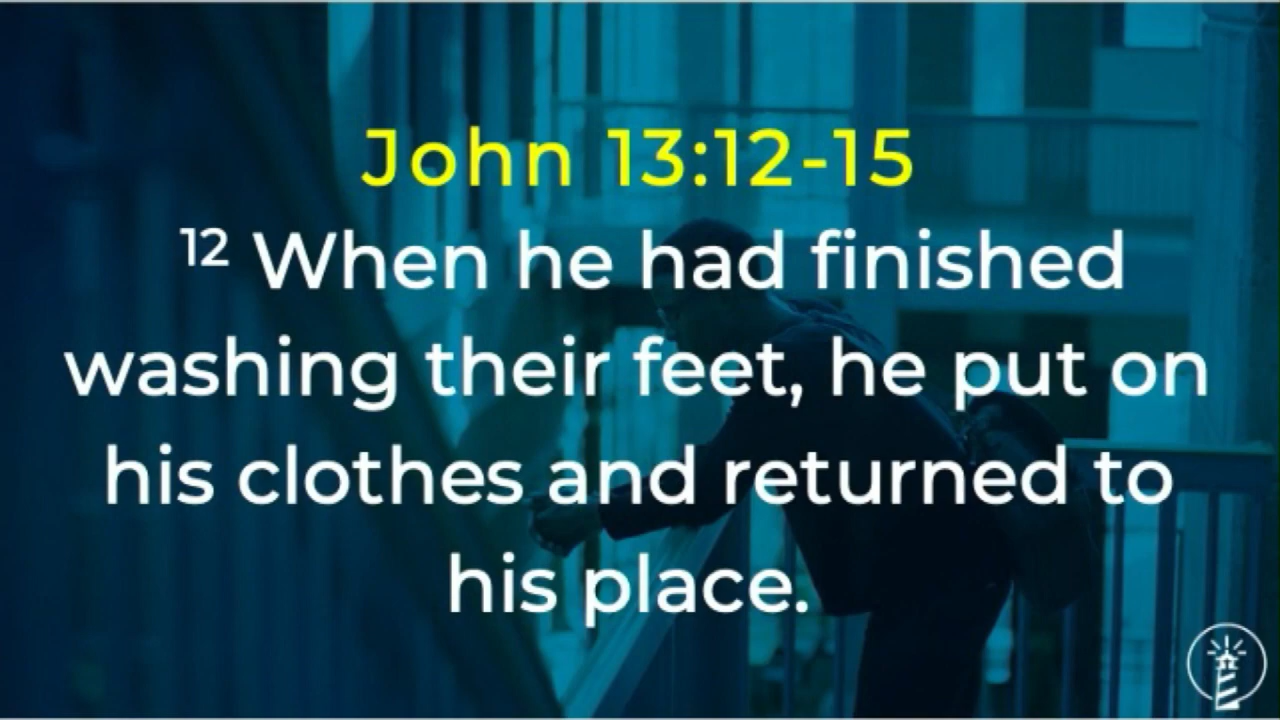 John 13:12-15
¹² When he had finished
washing their feet, he put on
his clothes and returned to
his place.